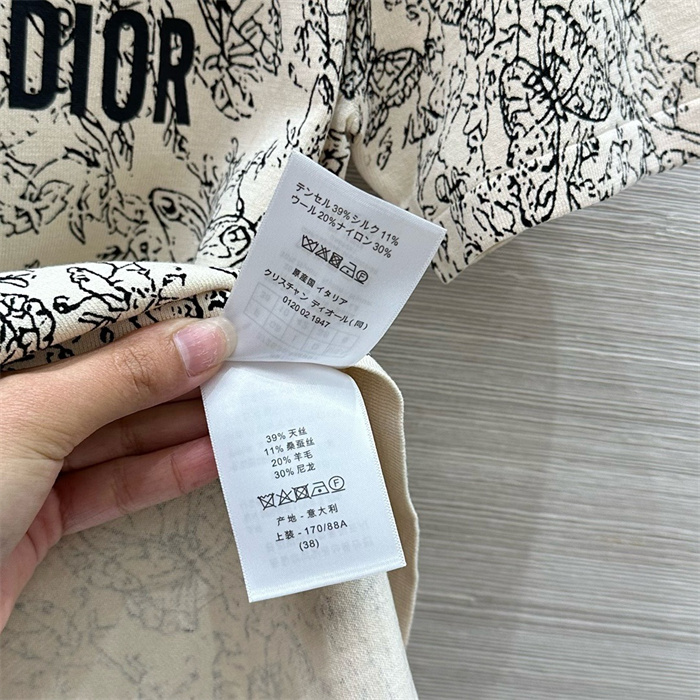 DIOR
テンセル 39% シルク 11%
ウール 20% ナイロン 30%
F
原産国 イタリア
クリスチャン ディオール(同)
0120 02 1947
39% 天丝
11% 桑蚕丝
20% 羊毛
30% 尼龙
F
产地 - 意大利
上装 - 170/88A
(38)